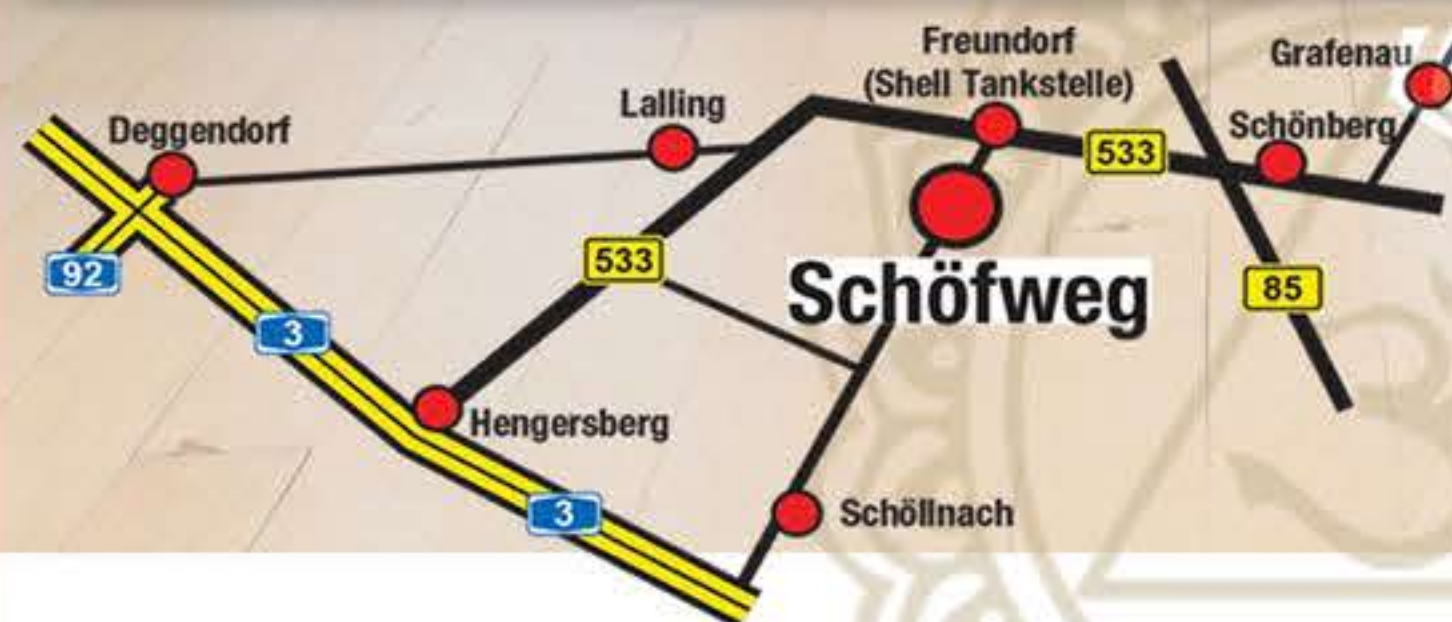 Freundorf
(Shell Tankstelle)
Grafenau
Lalling
Deggendorf
Schönberg
533
533
92
Schöfweg
85
3
Hengersberg
3
Schöllnach